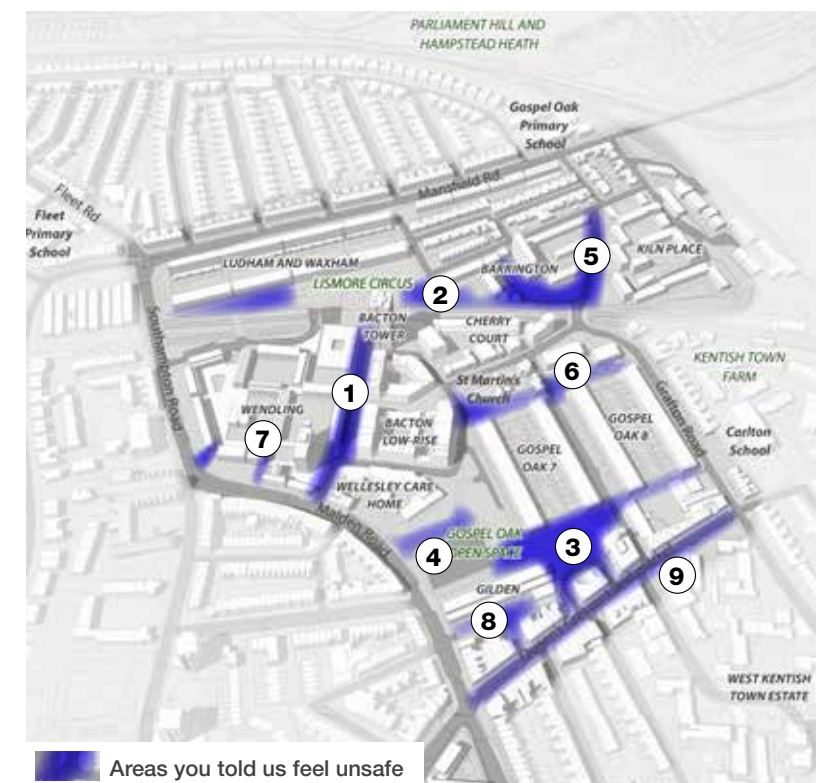 PARLIAMENT HILL AND
HAMPSTEAD HEATH
Gospel Oak
Primary
School
Mansfield Rd
Fleet Rd
Fleet
Primary
School
LUDHAM AND WAXHAM
LISMORE CIRCUS
2
BARRINGTON
5
KILN PLACE
BACTON
TOWER
CHERRY
COURT
Southampton Road
1
St Martin's
Church
6
KENTISH TOWN
FARM
Grafton Road
WENDLING
7
BACTON
LOW-RISE
GOSPEL
OAK 7
GOSPEL
OAK 8
Carlton
School
WELLESLEY CARE
HOME
Malden Road
GOSPEL OAK
OPEN SPACE
4
3
9
GILDEN
8
WEST KENTISH
TOWN ESTATE
Areas you told us feel unsafe